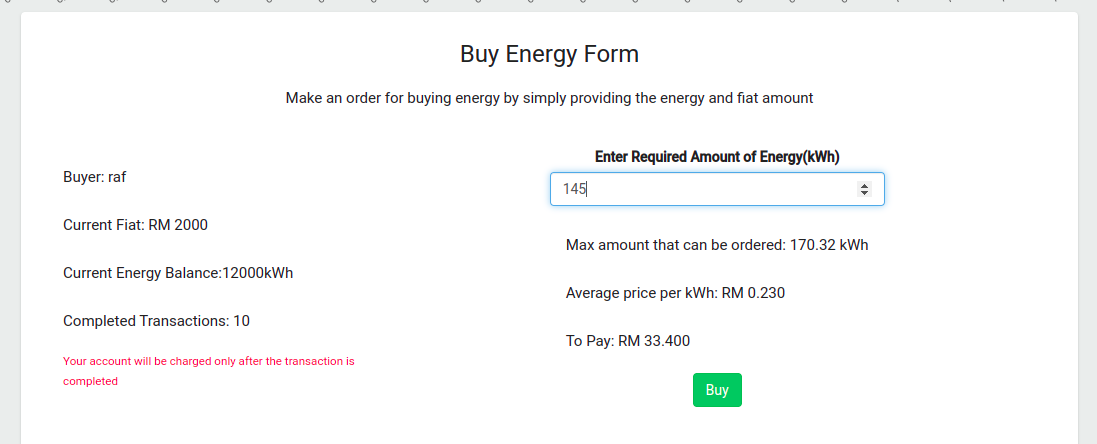 Buy Energy Form
Make an order for buying energy by simply providing the energy and fiat amount
Buyer: raf
Current Fiat: RM 2000
Current Energy Balance:12000kWh
Completed Transactions: 10
Your account will be charged only after the transaction is
completed
Enter Required Amount of Energy(kWh)
145
Max amount that can be ordered: 170.32 kWh
Average price per kWh: RM 0.230
To Pay: RM 33.400
Buy